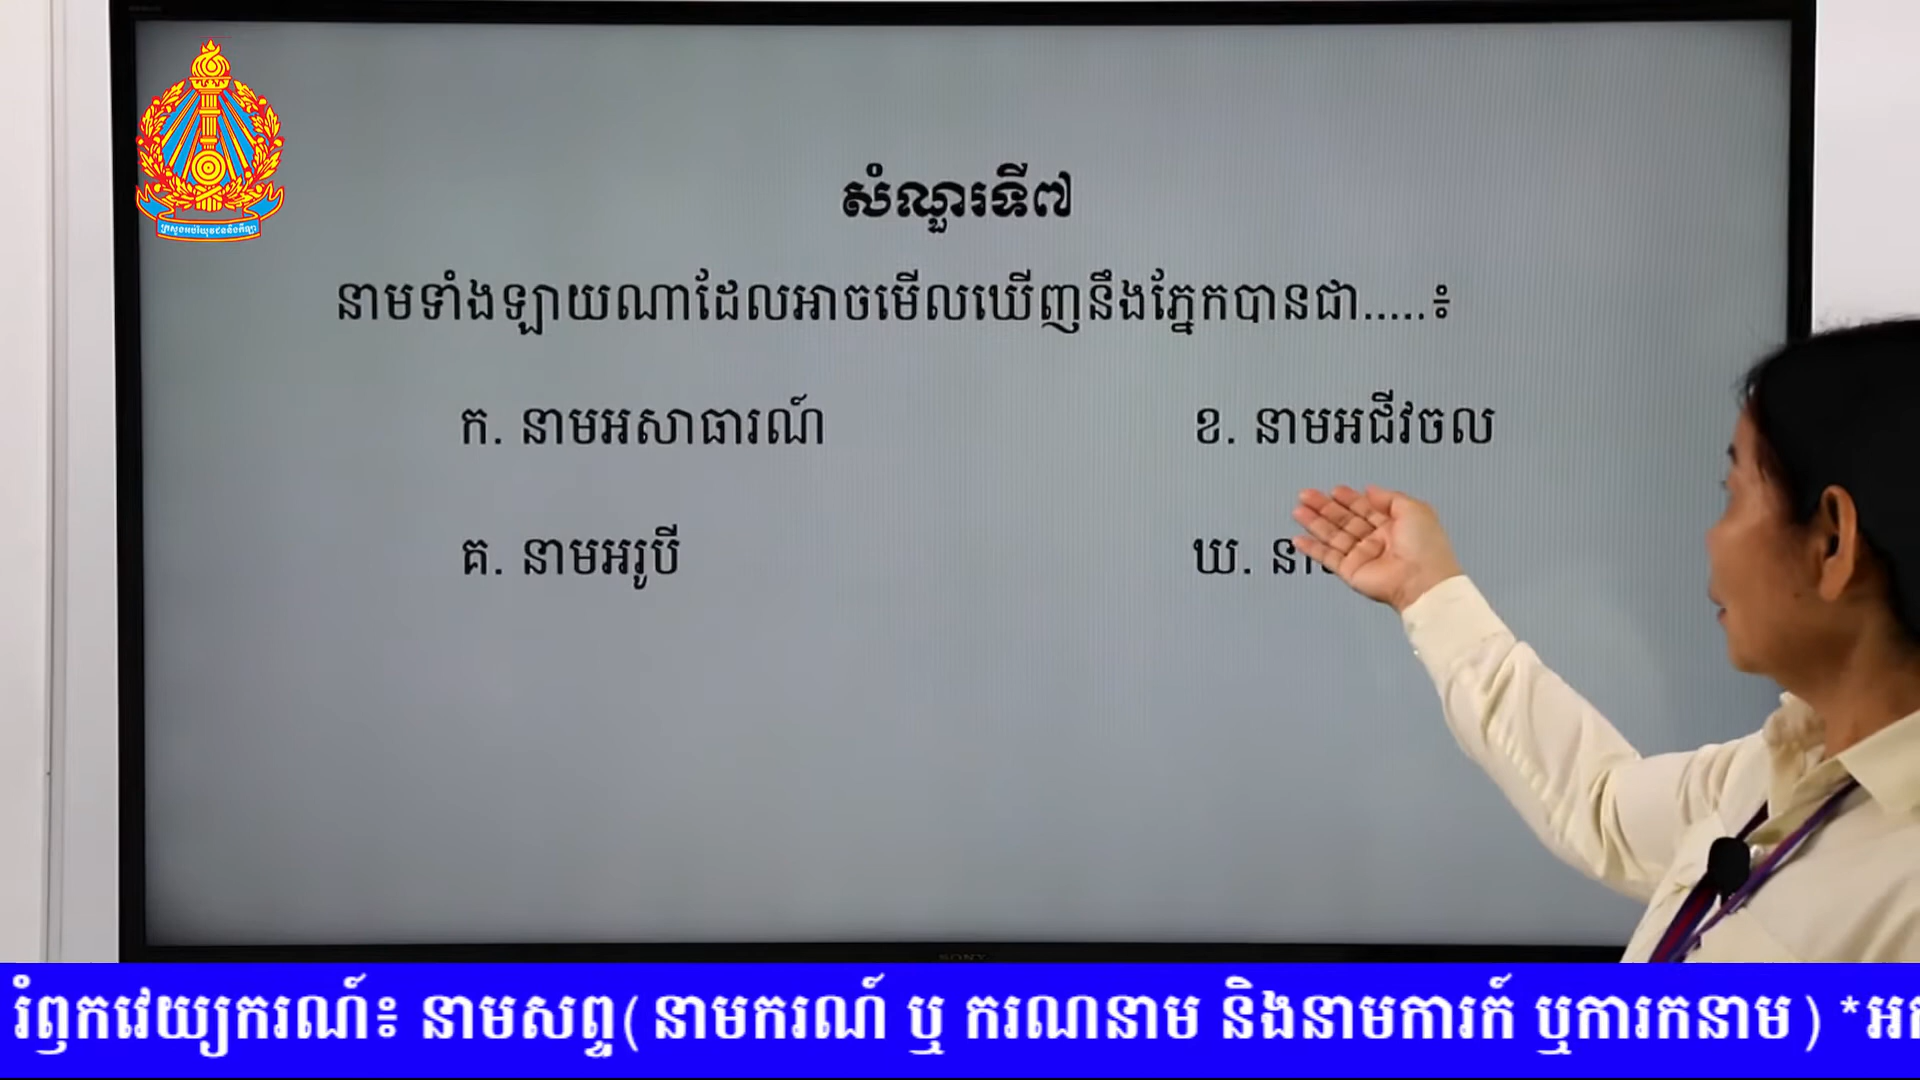 សំណួរទី៧
នាមទាំងឡាយណាដែលអាចមើលឃើញនឹងភ្នែកបានជា.....៖
ក. នាមអសាធារណ៍
ខ. នាមអជីវចល
គ. នាមអរូបី
ឃ.
រំព្ញកវេយ្យករណ៍៖ នាមសព្ទ(នាមករណ៍ ឬ ករណនាម និងនាមការក៍ ឬការកនាម) *